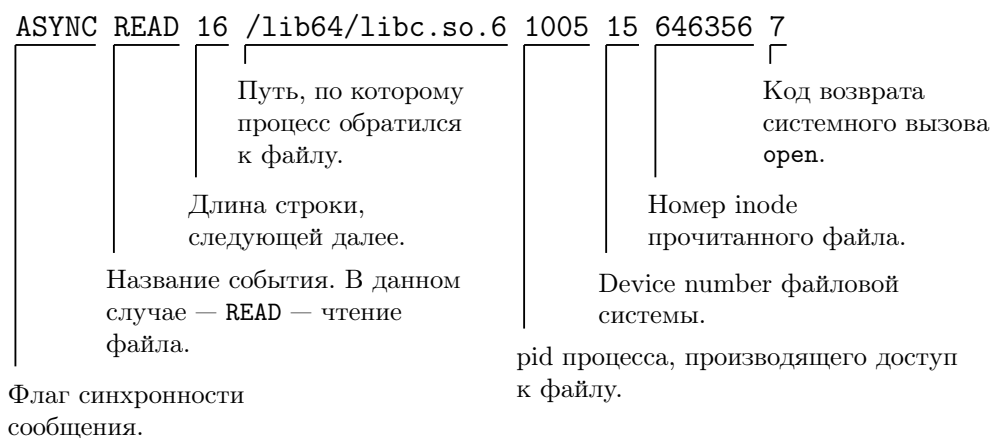 ASYNC READ 16 /lib64/libc.so.6 1005 15 646356 7
Путь, по которому
процесс обратился
к файлу.
Код возврата
системного вызова
open.
Длина строки,
следующей далее.
Номер inode
прочитанного файла.
Название события. В данном
случае — READ — чтение
файла.
Device number файловой
системы.
pid процесса, производящего доступ
к файлу.
Флаг синхронности
сообщения.